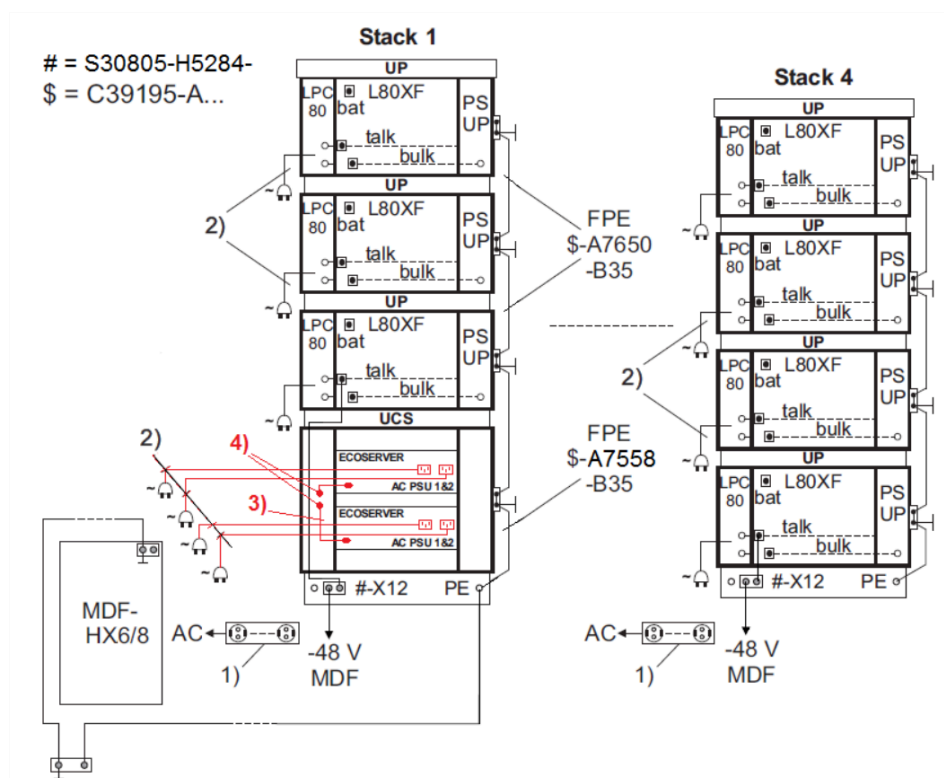 # = S30805-H5284-
$ = C39195-A...
Stack 1
UP
LPC 80
L80XF
bat
talk
bulk
PS UP
~
UP
LPC 80
L80XF
bat
talk
bulk
PS UP
~
UP
LPC 80
L80XF
bat
talk
bulk
PS UP
~
2)
UCS
ECOSERVER
AC PSU 1&2
ECOSERVER
AC PSU 1&2
4)
3)
2)
~
~
~
~
#-X12
PE
FPE
$-A7650
-B35
FPE
$-A7558
-B35
MDF-
HX6/8
AC
1)
-48 V
MDF
Stack 4
UP
LPC 80
L80XF
bat
talk
bulk
PS UP
~
UP
LPC 80
L80XF
bat
talk
bulk
PS UP
~
2)
UP
LPC 80
L80XF
bat
talk
bulk
PS UP
~
UP
LPC 80
L80XF
bat
talk
bulk
PS UP
~
#-X12
PE
AC
1)
-48 V
MDF